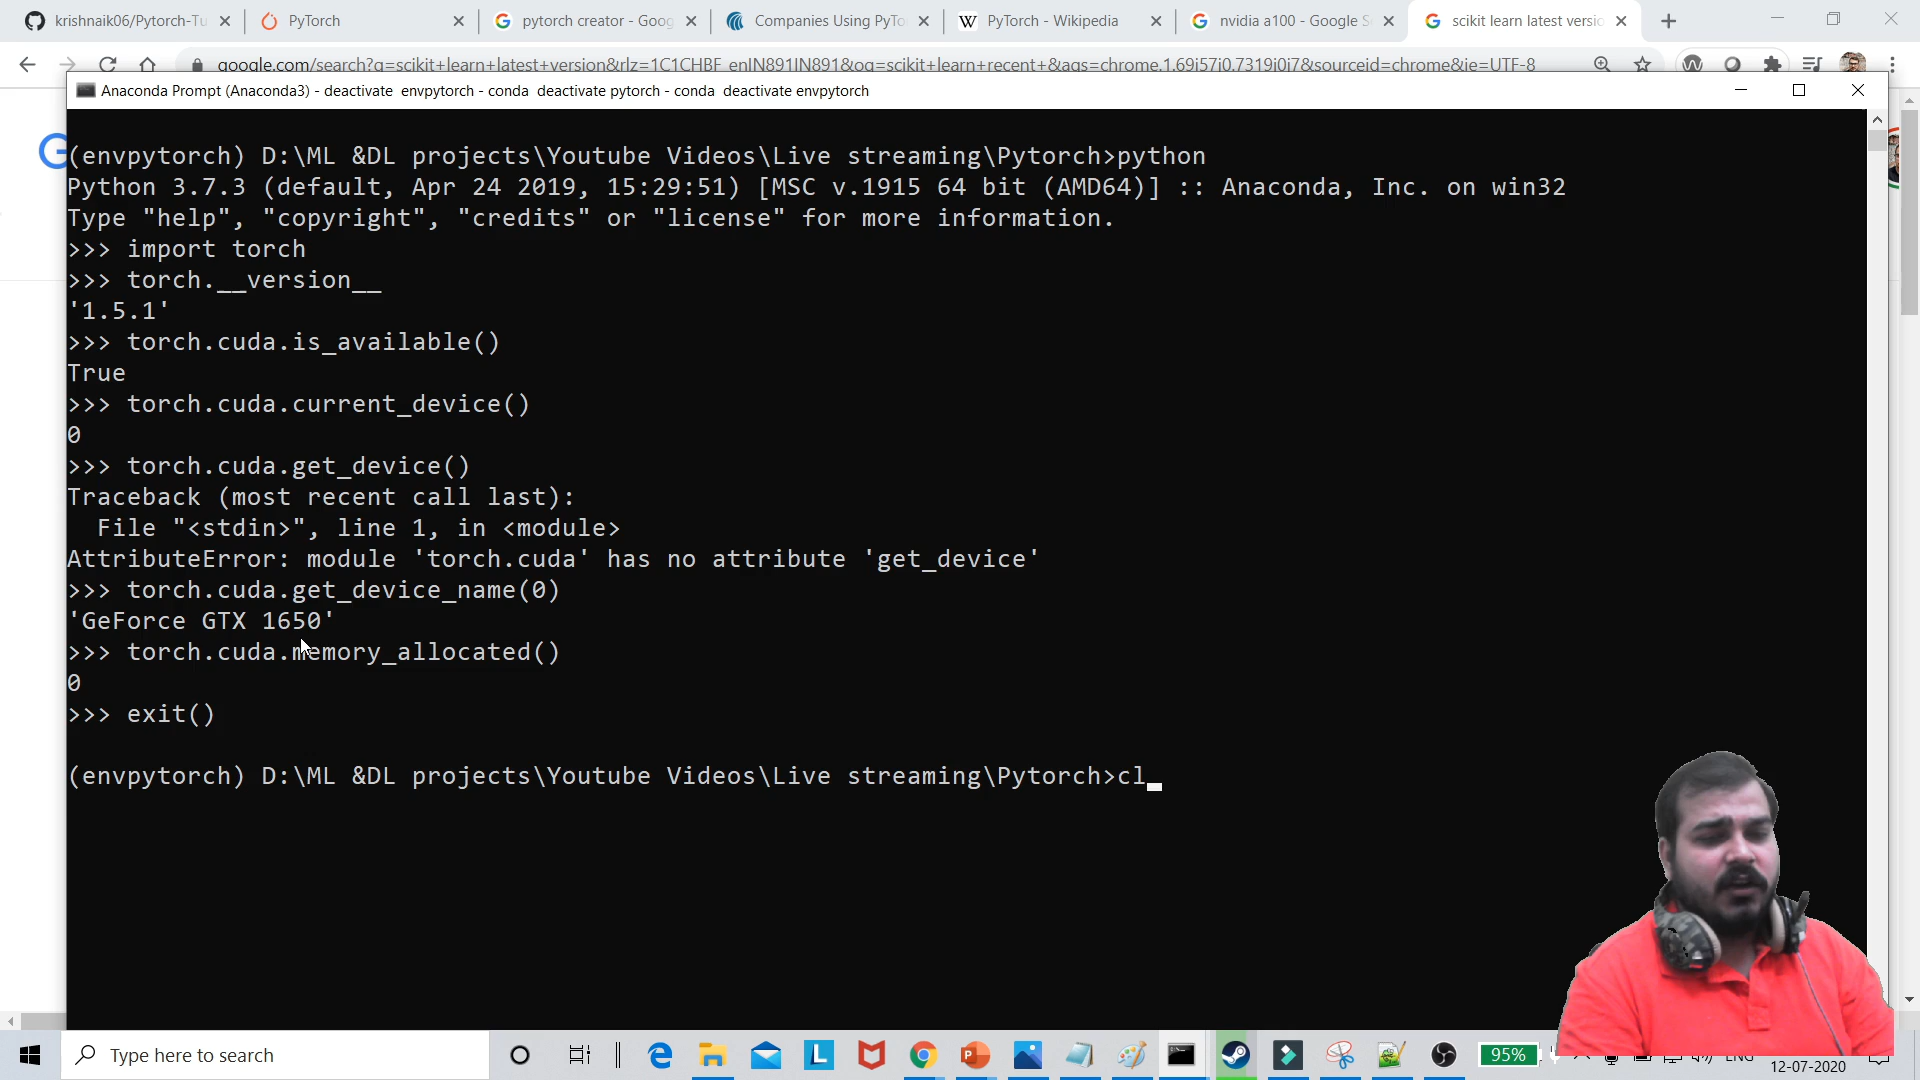 krishnaik06/Pytorch-Tu
PyTorch
pytorch creator - Goog
Companies Using PyTo
PyTorch - Wikipedia
nvidia a100 - Google S
scikit learn latest versio
google.com/search?q=scikit+learn+latest+version&rlz=1C1CHBF_enIN891IN891&oq=scikit+learn+recent+&aqs=chrome.1.69i57j0.7319j0j7&sourceid=chrome&ie=UTF-8
Anaconda Prompt (Anaconda3) - deactivate  envpytorch - conda  deactivate pytorch - conda  deactivate envpytorch
(envpytorch) D:\ML &DL projects\Youtube Videos\Live streaming\Pytorch>python
Python 3.7.3 (default, Apr 24 2019, 15:29:51) [MSC v.1915 64 bit (AMD64)] :: Anaconda, Inc. on win32
Type "help", "copyright", "credits" or "license" for more information.
>>> import torch
>>> torch.__version__
'1.5.1'
>>> torch.cuda.is_available()
True
>>> torch.cuda.current_device()
0
>>> torch.cuda.get_device()
Traceback (most recent call last):
  File "<stdin>", line 1, in <module>
AttributeError: module 'torch.cuda' has no attribute 'get_device'
>>> torch.cuda.get_device_name(0)
'GeForce GTX 1650'
>>> torch.cuda.memory_allocated()
0
>>> exit()
(envpytorch) D:\ML &DL projects\Youtube Videos\Live streaming\Pytorch>cl_
Type here to search
95%
ENG
12-07-2020